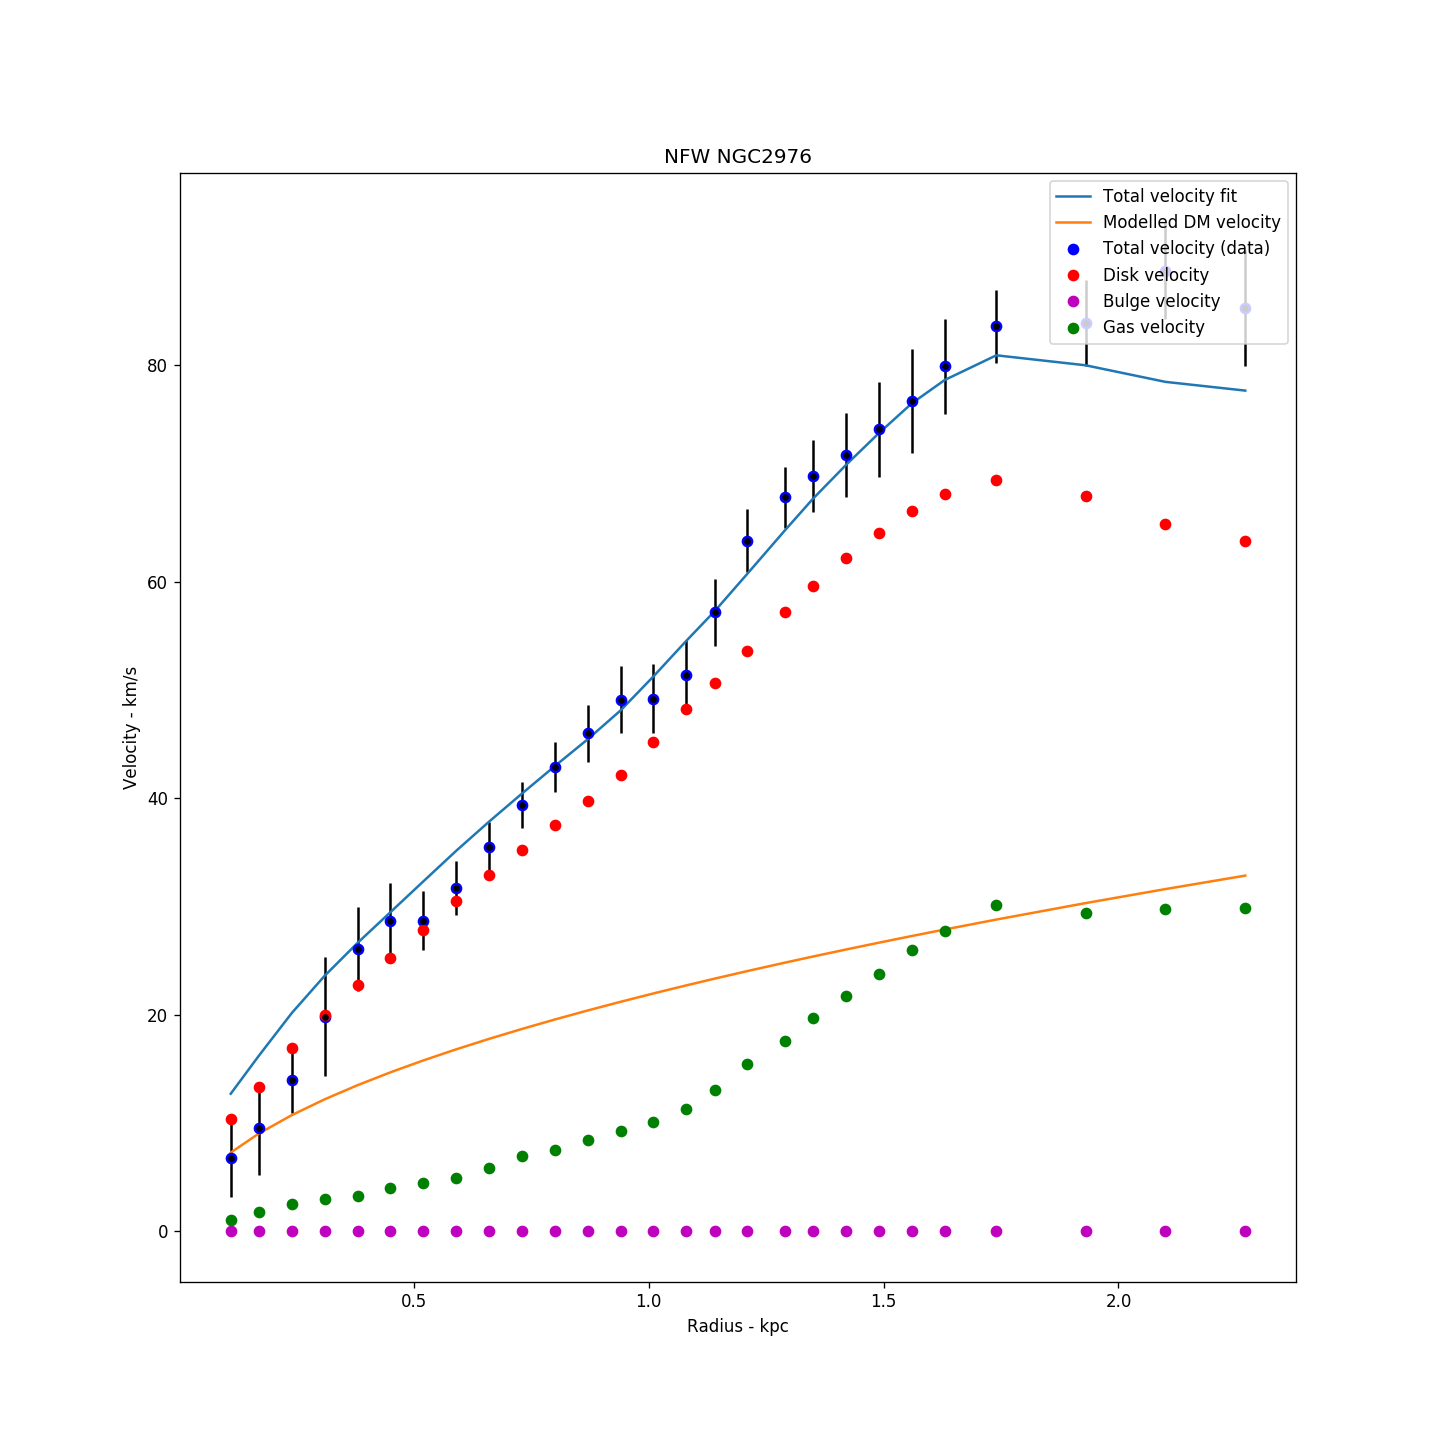 NFW NGC2976
Total velocity fit
Modelled DM velocity
Total velocity (data)
Disk velocity
Bulge velocity
Gas velocity
80
60
40
20
0
Velocity - km/s
0.5 1.0 1.5 2.0
Radius - kpc